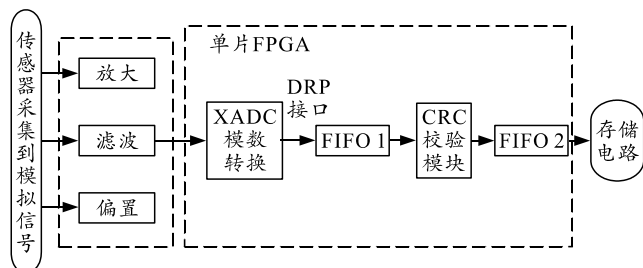 传感器采集到模拟信号
放大
滤波
偏置
单片FPGA
XADC
模数
转换
DRP
接口
FIFO 1
CRC
校验
模块
FIFO 2
存储
电路